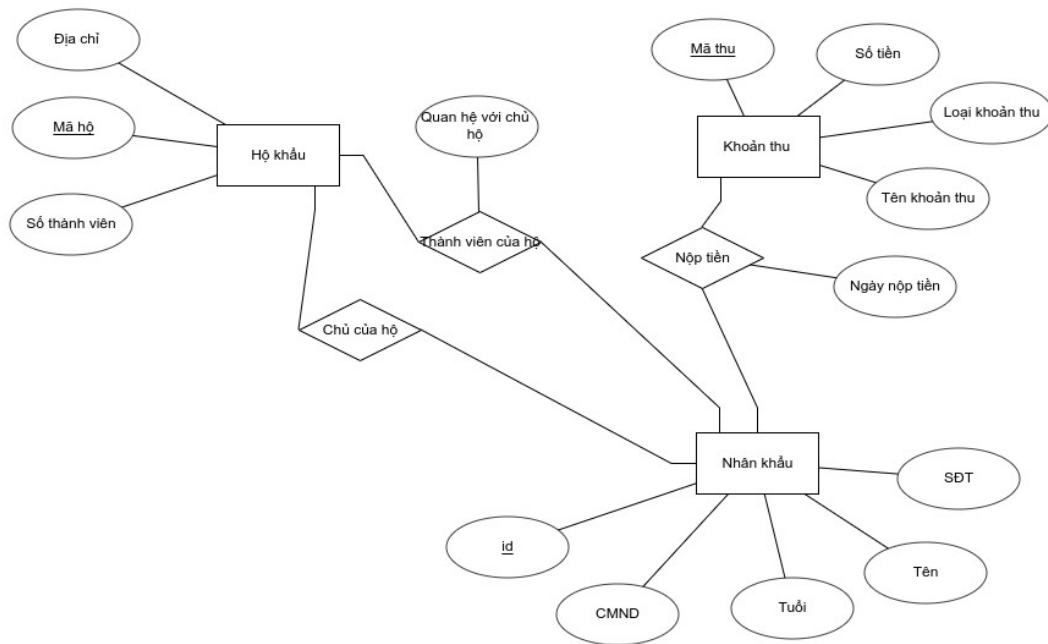 Địa chỉ
Mã thu
Số tiền
Quan hệ với chủ
hộ
Loại khoản thu
Mã hộ
Hộ khẩu
Khoản thu
Tên khoản thu
Số thành viên
Thành viên của hộ
Nộp tiền
Ngày nộp tiền
Chủ của hộ
Nhân khẩu
SĐT
id
Tên
CMND
Tuổi